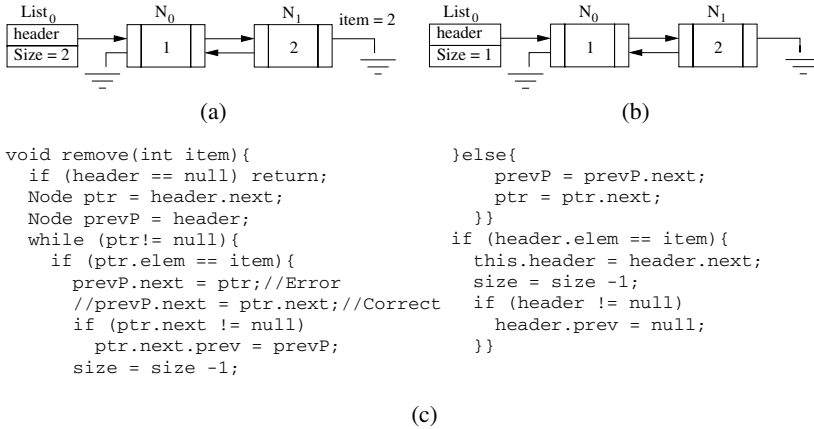 List0 N0 N1 item = 2
header
Size = 2 1 2
(a)
List0 N0 N1
header
Size = 1 1 2
(b)
void remove(int item){
if (header == null) return;
Node ptr = header.next;
Node prevP = header;
while (ptr!= null){
if (ptr.elem == item){
prevP.next = ptr;//Error
//prevP.next = ptr.next;//Correct
if (ptr.next != null)
ptr.next.prev = prevP;
size = size -1;
}else{
prevP = prevP.next;
ptr = ptr.next;
}}
if (header.elem == item){
this.header = header.next;
size = size -1;
if (header != null)
header.prev = null;
}}
(c)